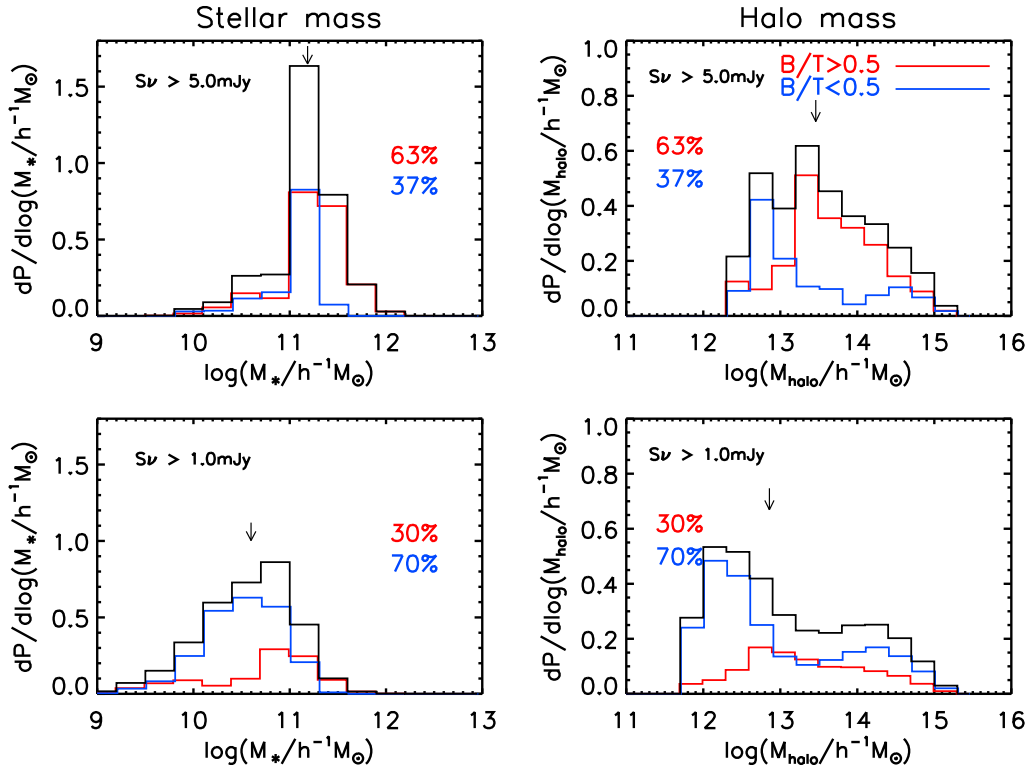 Stellar mass
Halo mass
dP/dlog(M*/h⁻¹M⊙)
1.5
1.0
0.5
0.0
Sν > 5.0mJy
63%
37%
9 10 11 12 13
log(M*/h⁻¹M⊙)
dP/dlog(Mhalo/h⁻¹M⊙)
1.0
0.8
0.6
0.4
0.2
0.0
Sν > 5.0mJy
B/T>0.5
B/T<0.5
63%
37%
11 12 13 14 15 16
log(Mhalo/h⁻¹M⊙)
dP/dlog(M*/h⁻¹M⊙)
1.5
1.0
0.5
0.0
Sν > 1.0mJy
30%
70%
9 10 11 12 13
log(M*/h⁻¹M⊙)
dP/dlog(Mhalo/h⁻¹M⊙)
1.0
0.8
0.6
0.4
0.2
0.0
Sν > 1.0mJy
30%
70%
11 12 13 14 15 16
log(Mhalo/h⁻¹M⊙)